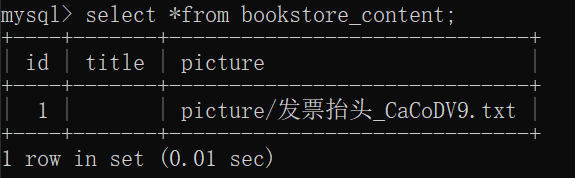 mysql> select *from bookstore_content;
+----+-------+-------------------------------+
| id | title | picture                       |
+----+-------+-------------------------------+
| 1 |       | picture/发票抬头_CaCoDV9.txt |
+----+-------+-------------------------------+
1 row in set (0.01 sec)